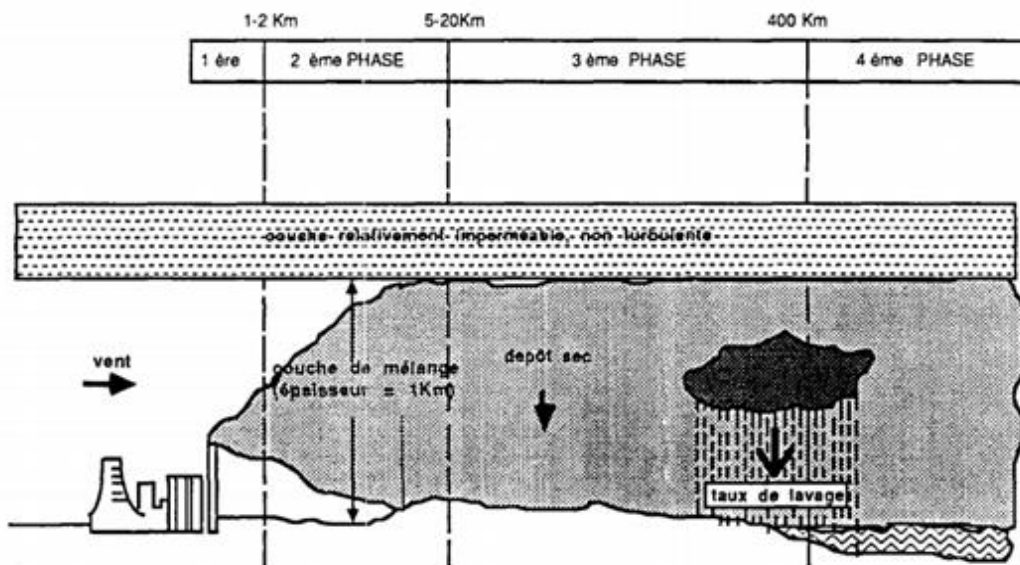 1-2 Km 5-20Km 400 Km
1 ère 2 ème PHASE 3 ème PHASE 4 ème PHASE
couche relativement imperméable, non turbulente
vent
couche de mélange
(épaisseur = 1Km)
depôt sec
taux de lavage